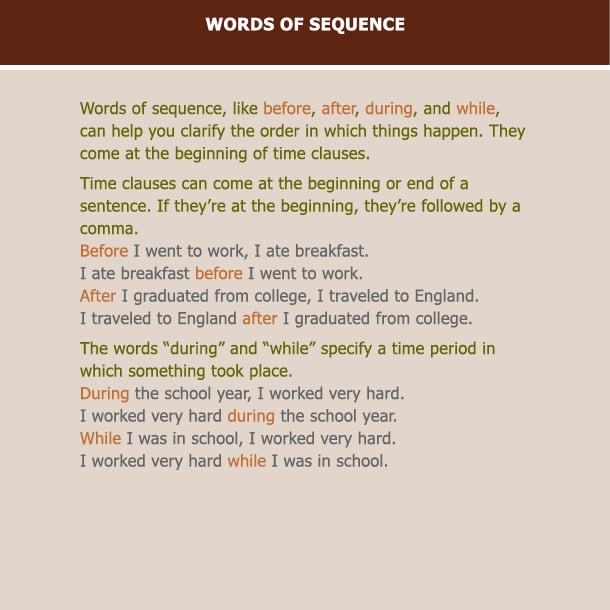 WORDS OF SEQUENCE
Words of sequence, like before, after, during, and while,
can help you clarify the order in which things happen. They
come at the beginning of time clauses.
Time clauses can come at the beginning or end of a
sentence. If they’re at the beginning, they’re followed by a
comma.
Before I went to work, I ate breakfast.
I ate breakfast before I went to work.
After I graduated from college, I traveled to England.
I traveled to England after I graduated from college.
The words “during” and “while” specify a time period in
which something took place.
During the school year, I worked very hard.
I worked very hard during the school year.
While I was in school, I worked very hard.
I worked very hard while I was in school.